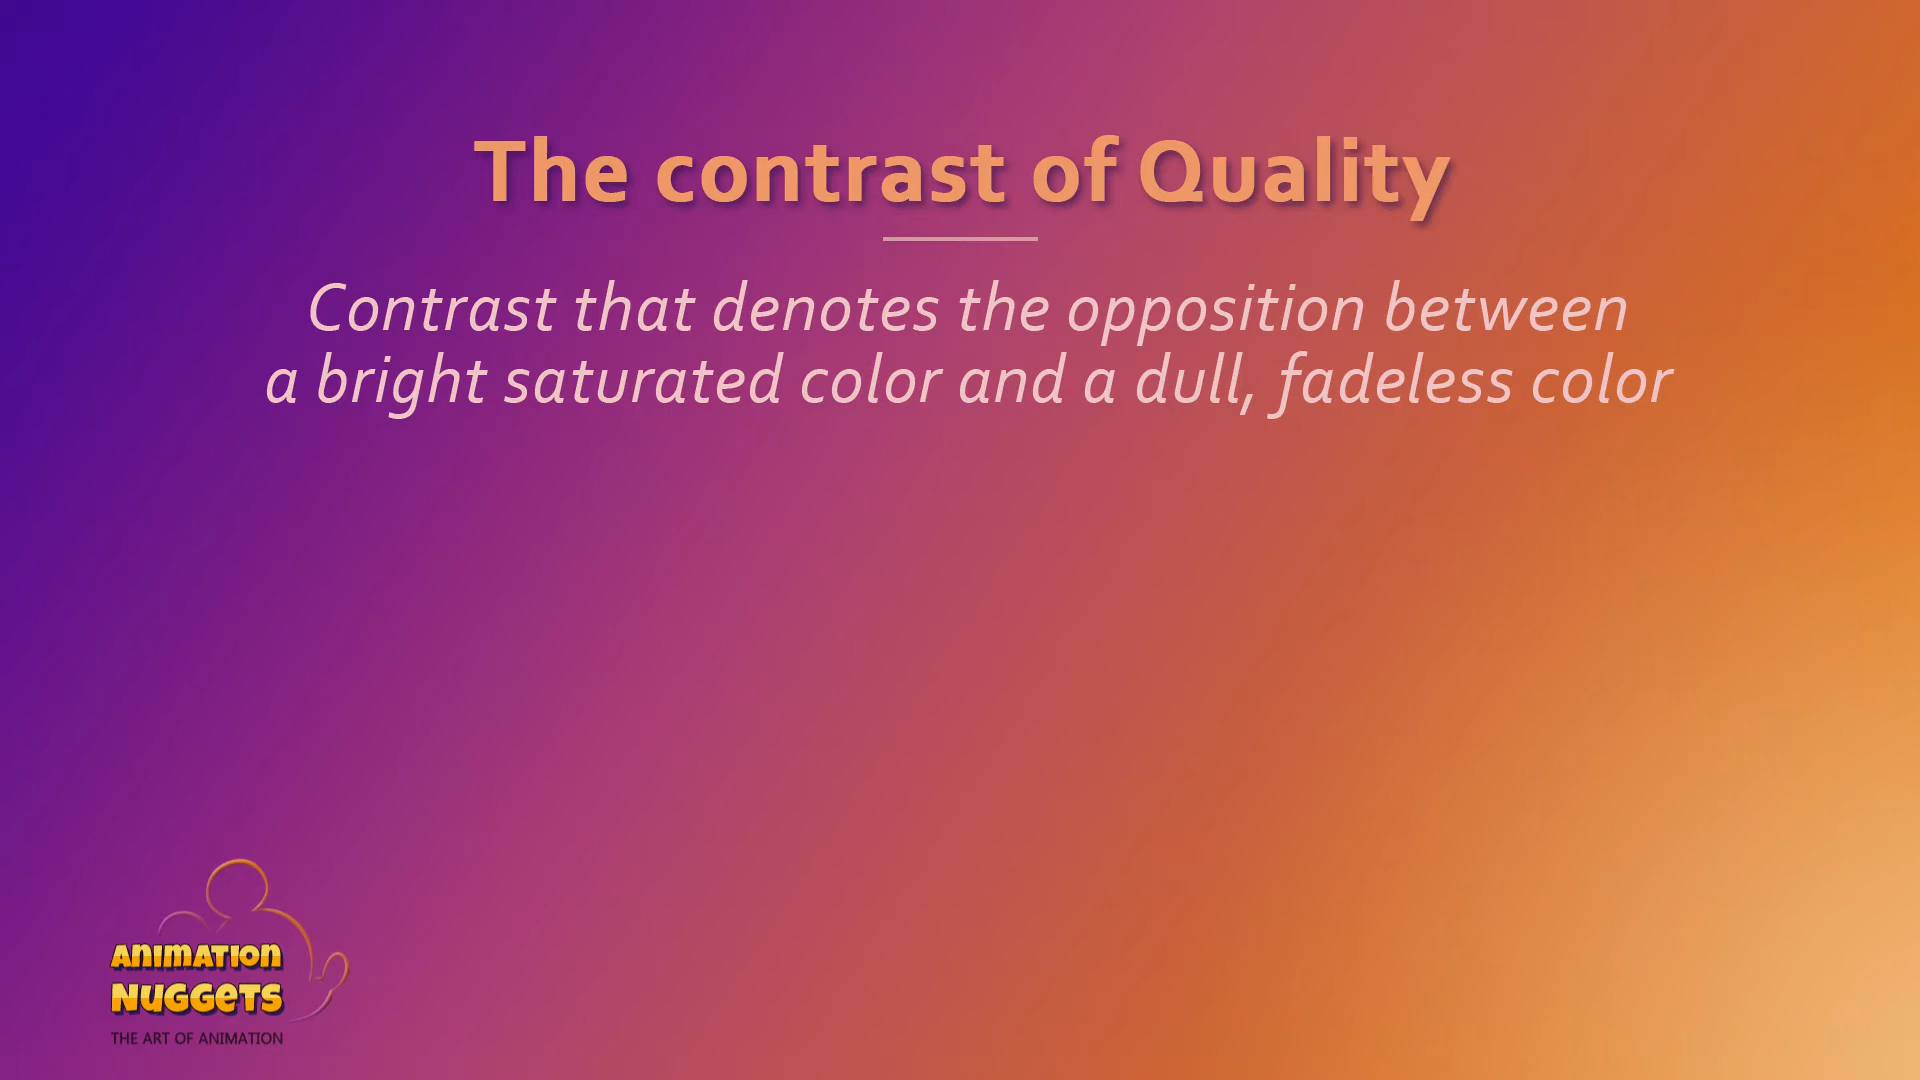 The contrast of Quality
Contrast that denotes the opposition between
a bright saturated color and a dull, fadeless color
ANIMATION
NUGGETS
THE ART OF ANIMATION